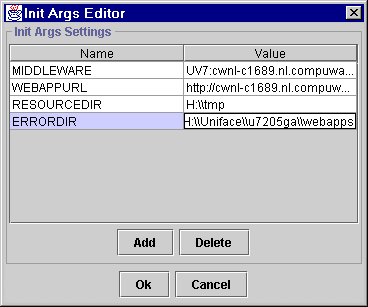 Init Args Editor
Init Args Settings
Name Value
MIDDLEWARE UV7:cwnl-c1689.nl.compuwa...
WEBAPPURL http://cwnl-c1689.nl.compuw...
RESOURCEDIR H:\\tmp
ERRORDIR H:\\Uniface\\u7205ga\\webapps
Add Delete
Ok Cancel